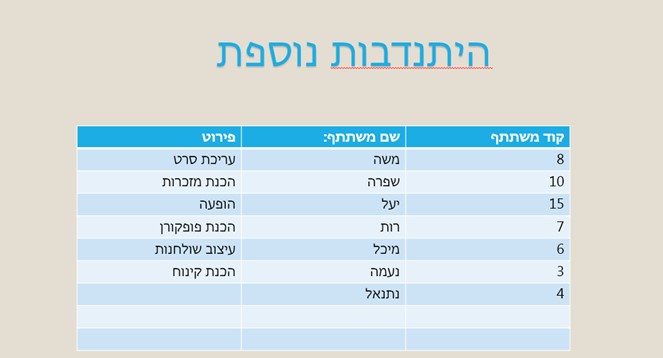 היתנדבות נוספת
קוד משתתף שם משתתף: פירוט
8 משה עריכת סרט
10 שפרה הכנת מזכרות
15 יעל הופעה
7 רות הכנת פופקורן
6 מיכל עיצוב שולחנות
3 נעמה הכנת קינוח
4 נתנאל